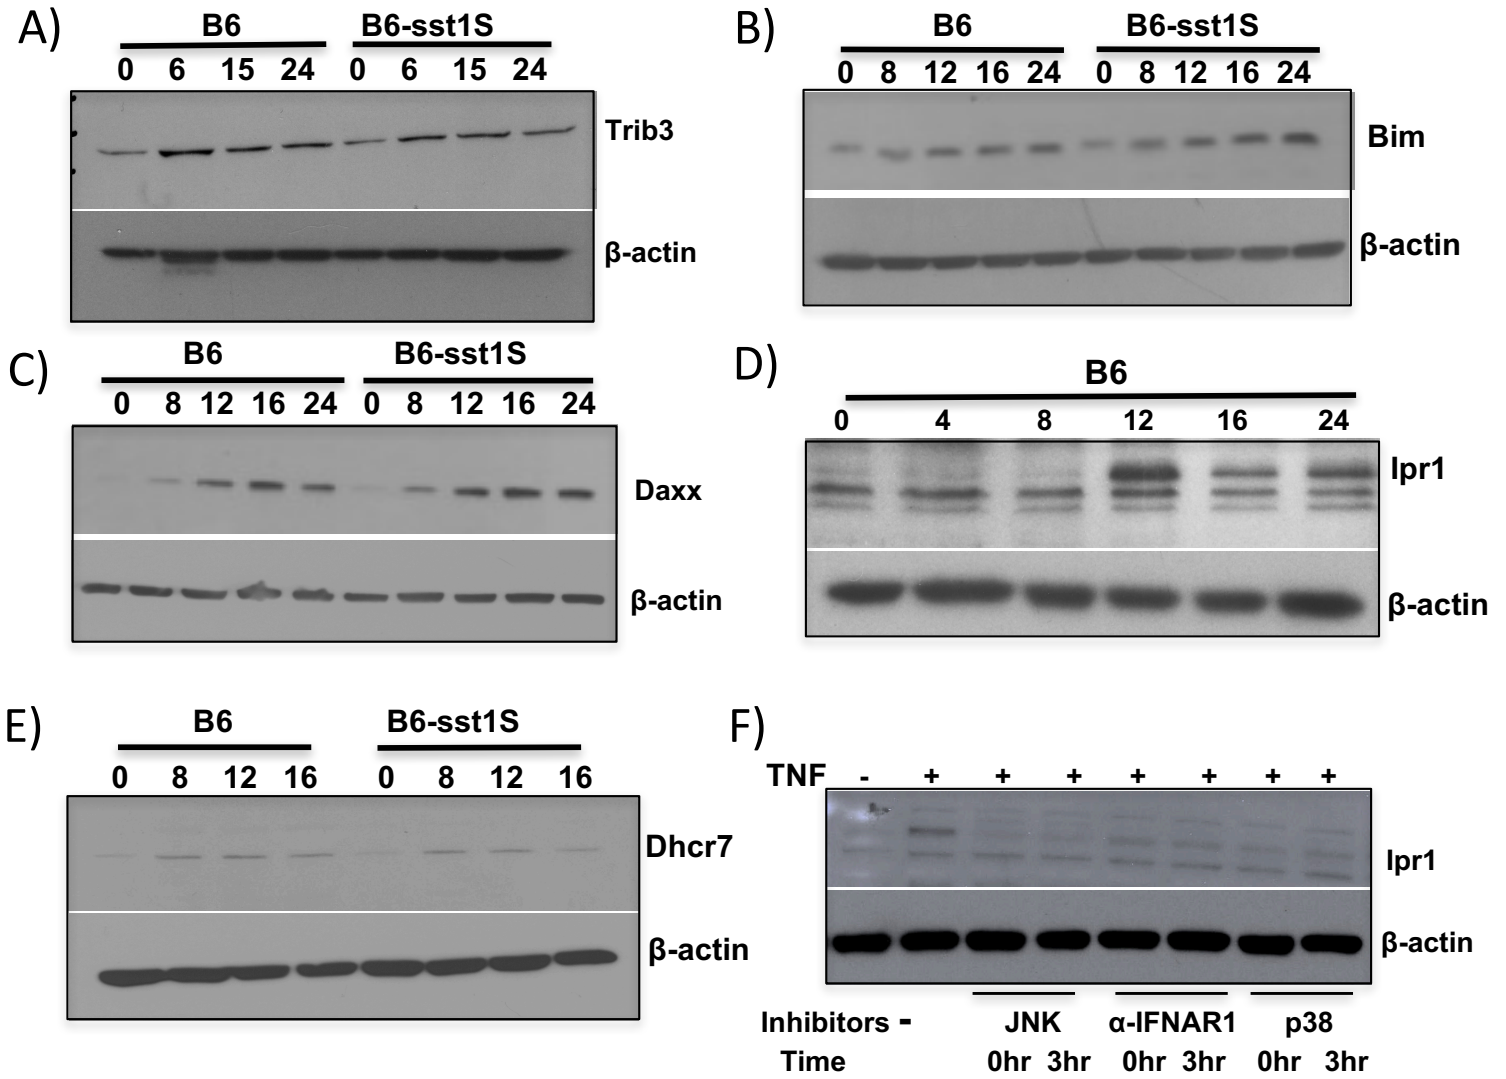 A)
B6 B6-sst1S
0 6 15 24 0 6 15 24
Trib3
β-actin
B)
B6 B6-sst1S
0 8 12 16 24 0 8 12 16 24
Bim
β-actin
C)
B6 B6-sst1S
0 8 12 16 24 0 8 12 16 24
Daxx
β-actin
D)
B6
0 4 8 12 16 24
Ipr1
β-actin
E)
B6 B6-sst1S
0 8 12 16 0 8 12 16
Dhcr7
β-actin
F)
TNF - + + + + + + +
Ipr1
β-actin
Inhibitors - JNK α-IFNAR1 p38
Time 0hr 3hr 0hr 3hr 0hr 3hr